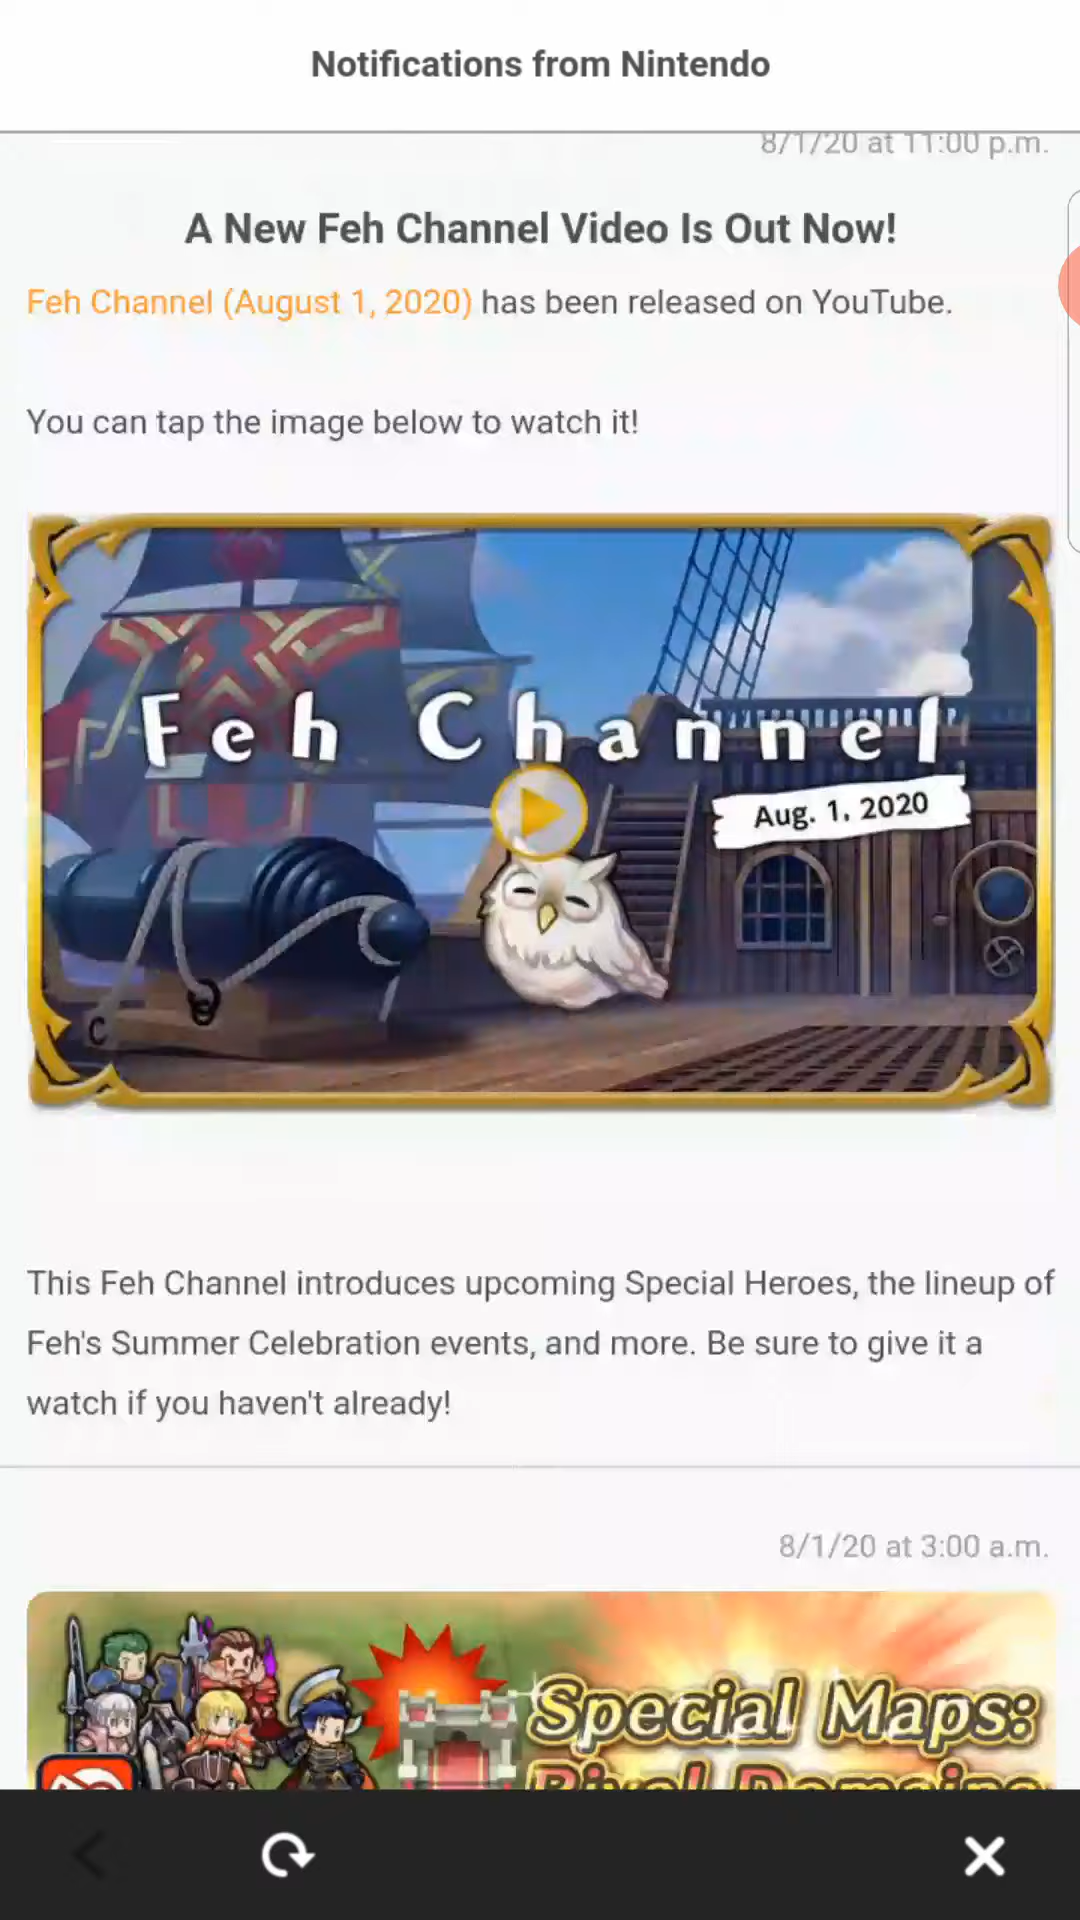 Notifications from Nintendo
8/1/20 at 11:00 p.m.
A New Feh Channel Video Is Out Now!
Feh Channel (August 1, 2020) has been released on YouTube.
You can tap the image below to watch it!
Feh Channel
Aug. 1, 2020
This Feh Channel introduces upcoming Special Heroes, the lineup of
Feh's Summer Celebration events, and more. Be sure to give it a
watch if you haven't already!
8/1/20 at 3:00 a.m.
Special Maps:
Rival Domains